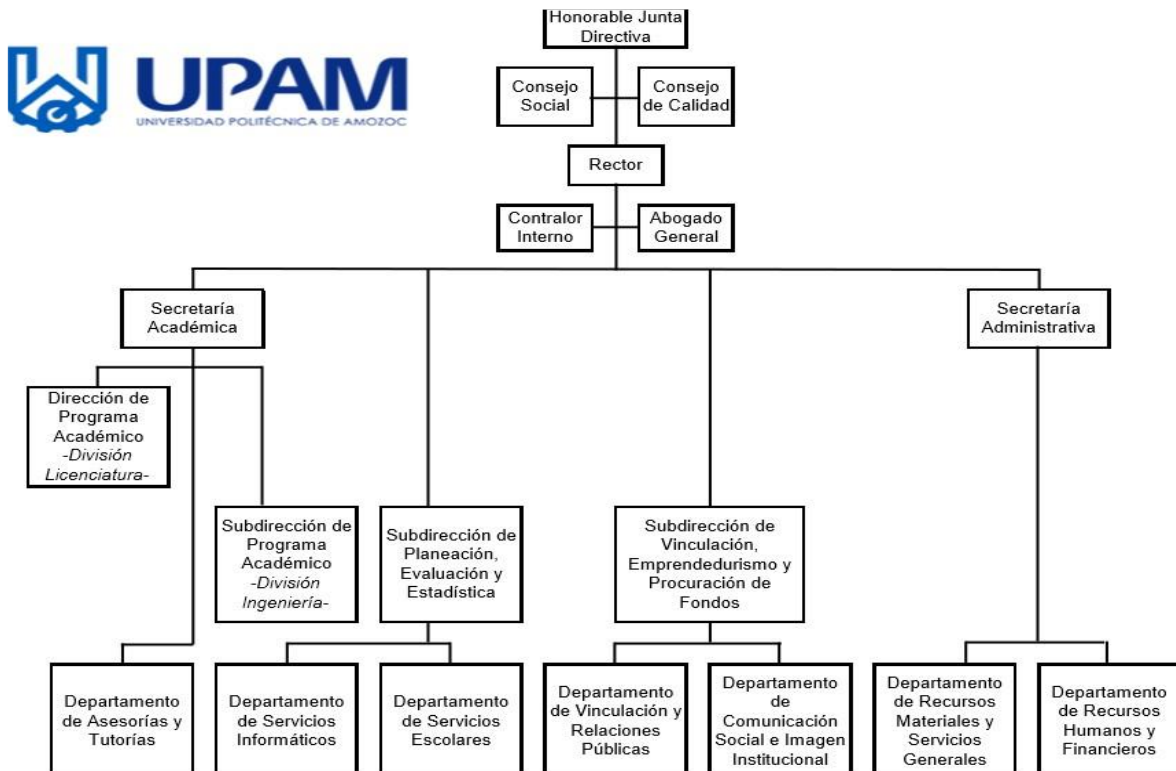 Honorable Junta
Directiva
UPAM
UNIVERSIDAD POLITÉCNICA DE AMOZOC
Consejo
Social
Consejo
de Calidad
Rector
Contralor
Interno
Abogado
General
Secretaría
Académica
Secretaría
Administrativa
Dirección de
Programa
Académico
-División
Licenciatura-
Subdirección de
Programa
Académico
-División
Ingeniería-
Subdirección de
Planeación,
Evaluación y
Estadística
Subdirección de
Vinculación,
Emprendedurismo y
Procuración de
Fondos
Departamento
de Asesorías y
Tutorías
Departamento
de Servicios
Informáticos
Departamento
de Servicios
Escolares
Departamento
de Vinculación y
Relaciones
Públicas
Departamento
de
Comunicación
Social e Imagen
Institucional
Departamento
de Recursos
Materiales y
Servicios
Generales
Departamento
de Recursos
Humanos y
Financieros